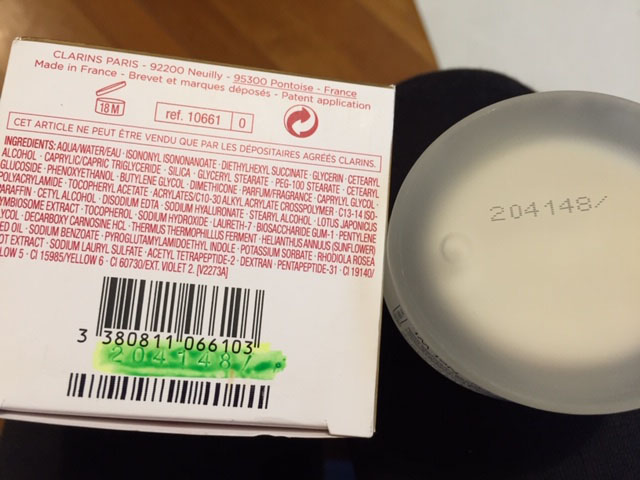 CLARINS PARIS - 92200 Neuilly - 95300 Pontoise - France
Made in France - Brevet et marques déposés - Patent application
18 M
ref. 10661 0
CET ARTICLE NE PEUT ÊTRE VENDU QUE PAR LES DÉPOSITAIRES AGRÉÉS CLARINS.
INGREDIENTS: AQUA/WATER/EAU · ISONONYL ISONONANOATE · DIETHYLHEXYL SUCCINATE · GLYCERIN · CETEARYL
ALCOHOL · CAPRYLIC/CAPRIC TRIGLYCERIDE · SILICA · GLYCERYL STEARATE · PEG-100 STEARATE · CETEARYL
GLUCOSIDE · PHENOXYETHANOL · BUTYLENE GLYCOL · DIMETHICONE · PARFUM/FRAGRANCE · CAPRYLYL GLYCOL ·
POLYACRYLAMIDE · TOCOPHERYL ACETATE · ACRYLATES/C10-30 ALKYL ACRYLATE CROSSPOLYMER · C13-14 ISO-
PARAFFIN · CETYL ALCOHOL · DISODIUM EDTA · SODIUM HYALURONATE · STEARYL ALCOHOL · LOTUS JAPONICUS
SYMBIOSOME EXTRACT · TOCOPHEROL · SODIUM HYDROXIDE · LAURETH-7 · BIOSACCHARIDE GUM-1 · PENTYLENE
GLYCOL · DECARBOXY CARNOSINE HCL · THERMUS THERMOPHILLUS FERMENT · HELIANTHUS ANNUUS (SUNFLOWER)
SEED OIL · SODIUM BENZOATE · PYROGLUTAMYLAMIDOETHYL INDOLE · POTASSIUM SORBATE · RHODIOLA ROSEA
ROOT EXTRACT · SODIUM LAURYL SULFATE · ACETYL TETRAPEPTIDE-2 · DEXTRAN · PENTAPEPTIDE-31 · CI 19140/
YELLOW 5 · CI 15985/YELLOW 6 · CI 60730/EXT. VIOLET 2. [V2273A]
3 380811 066103
204148/
204148/